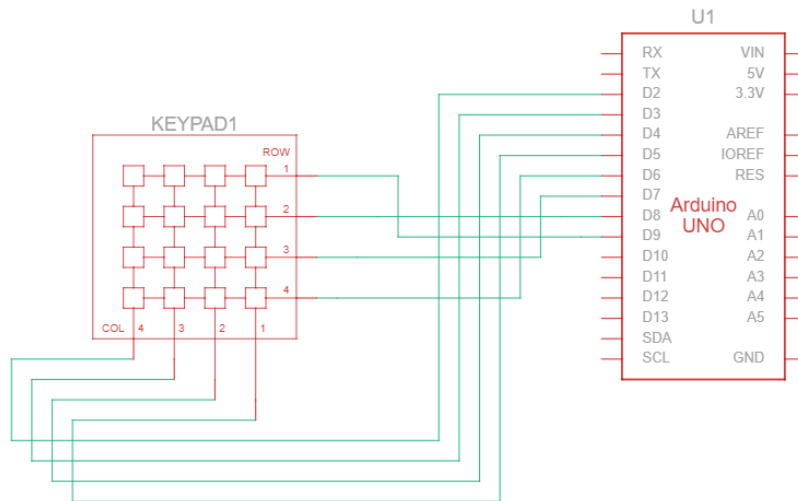 U1
RX VIN
TX 5V
D2 3.3V
D3
KEYPAD1
D4 AREF
ROW
D5 IOREF
1
D6 RES
D7
2
D8 Arduino UNO A0
D9 A1
3
D10 A2
D11 A3
4
D12 A4
D13 A5
COL 4 3 2 1
SDA
SCL GND